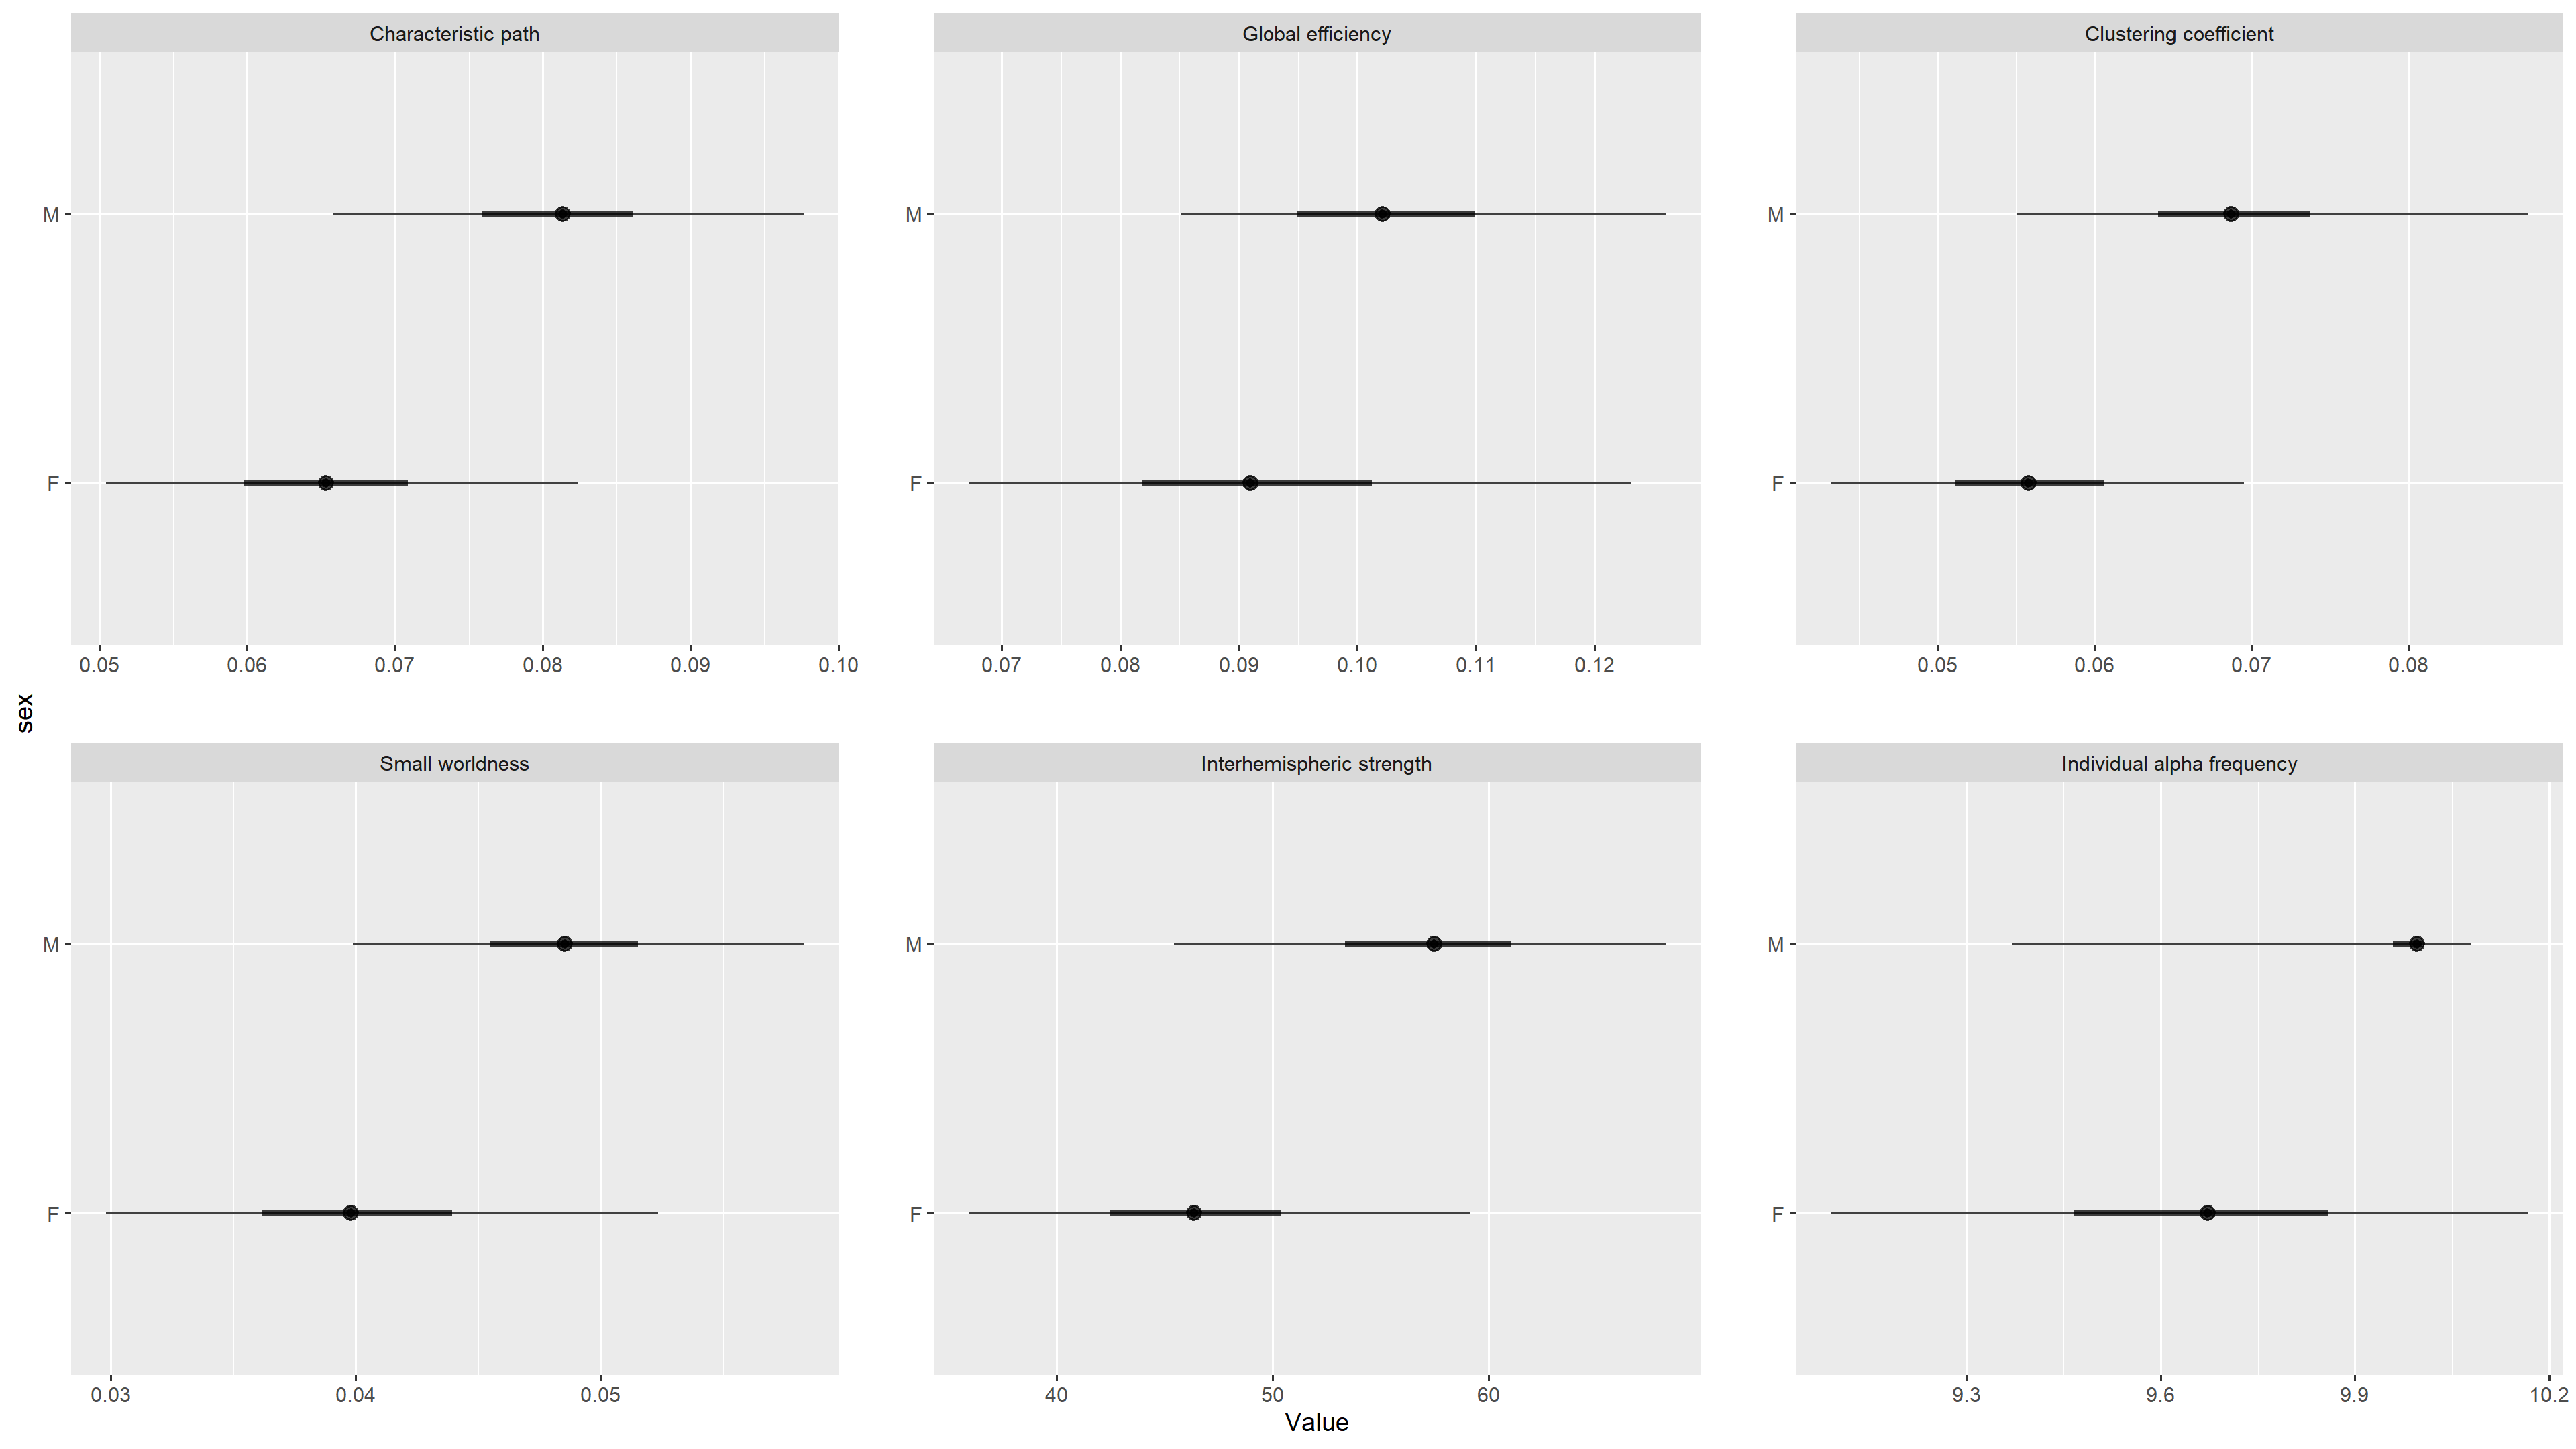 Characteristic path
Global efficiency
Clustering coefficient
M
F
M
F
M
F
0.05 0.06 0.07 0.08 0.09 0.10
0.07 0.08 0.09 0.10 0.11 0.12
0.05 0.06 0.07 0.08
sex
Small worldness
Interhemispheric strength
Individual alpha frequency
M
F
M
F
M
F
0.03 0.04 0.05
40 50 60
9.3 9.6 9.9 10.2
Value